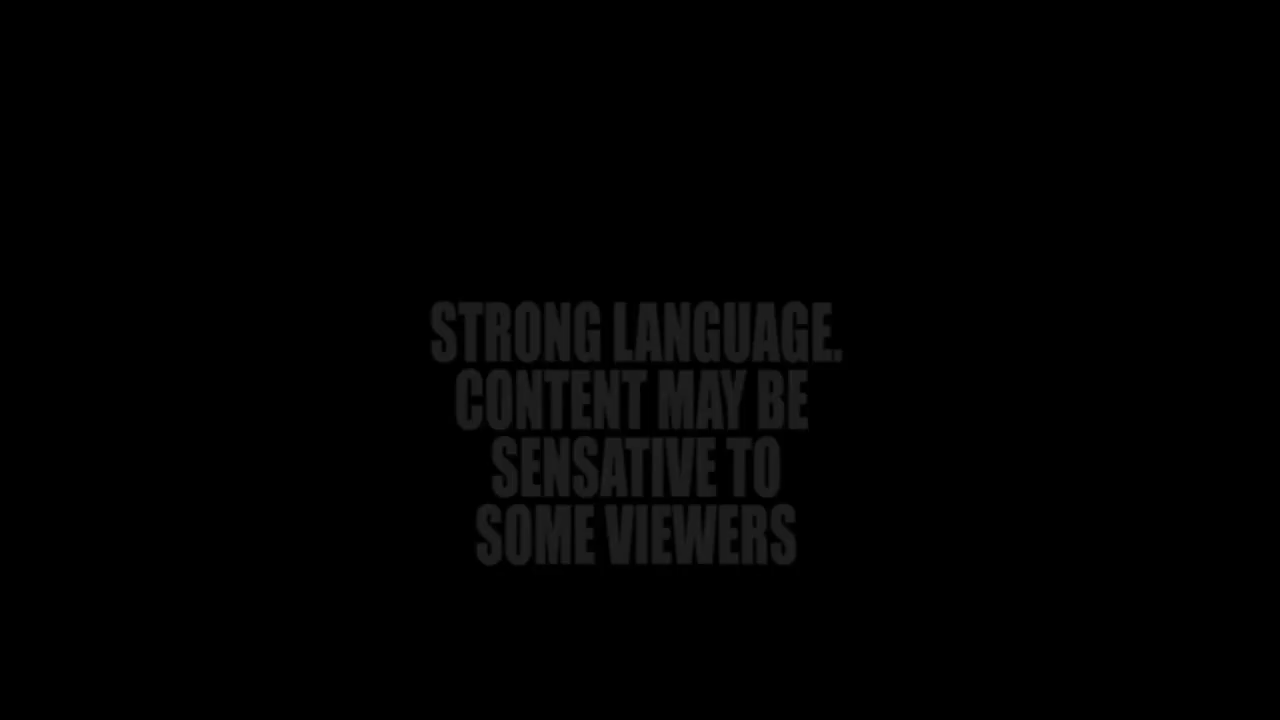 STRONG LANGUAGE.
CONTENT MAY BE
SENSATIVE TO
SOME VIEWERS